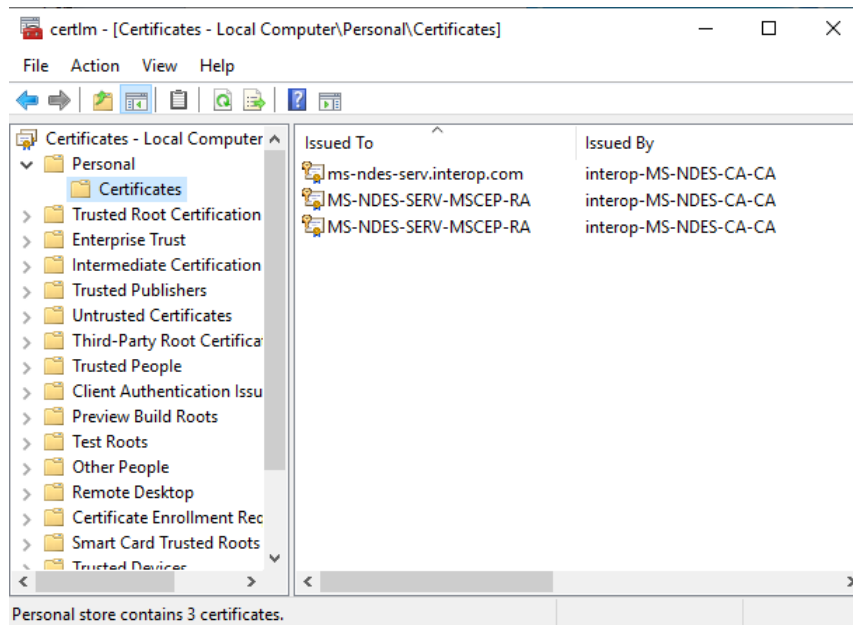 certlm - [Certificates - Local Computer\Personal\Certificates]
File Action View Help
Certificates - Local Computer
Personal
Certificates
Trusted Root Certification
Enterprise Trust
Intermediate Certification
Trusted Publishers
Untrusted Certificates
Third-Party Root Certifica
Trusted People
Client Authentication Issu
Preview Build Roots
Test Roots
Other People
Remote Desktop
Certificate Enrollment Req
Smart Card Trusted Roots
Trusted Devices
Issued To Issued By
ms-ndes-serv.interop.com interop-MS-NDES-CA-CA
MS-NDES-SERV-MSCEP-RA interop-MS-NDES-CA-CA
MS-NDES-SERV-MSCEP-RA interop-MS-NDES-CA-CA
Personal store contains 3 certificates.